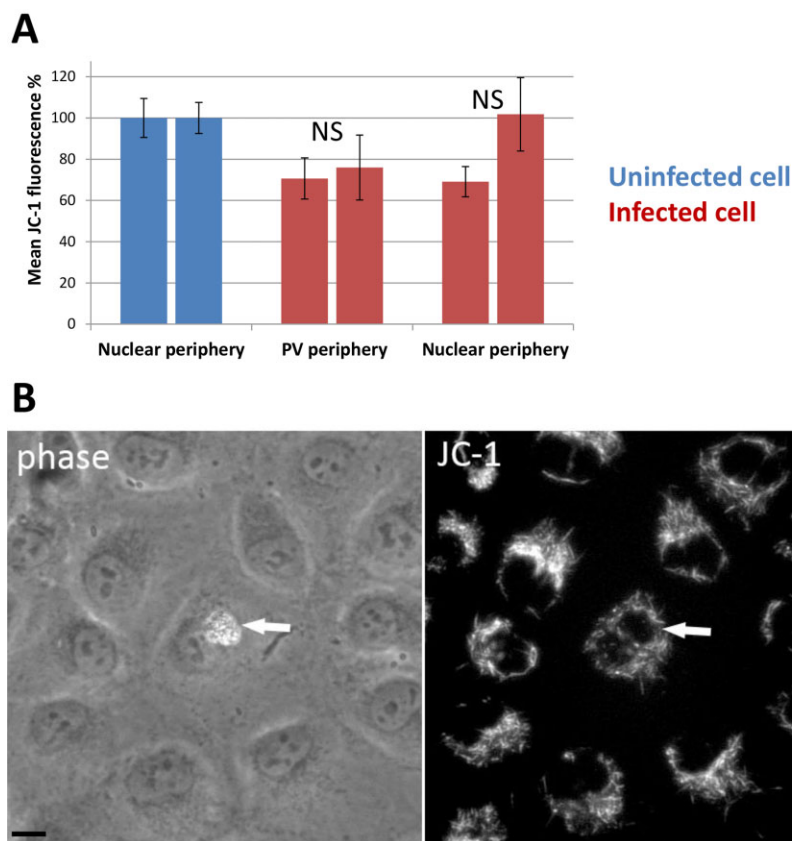 A
Mean JC-1 fluorescence %
120
100
80
60
40
20
0
NS
NS
Nuclear periphery
PV periphery
Nuclear periphery
Uninfected cell
Infected cell
B
phase
JC-1